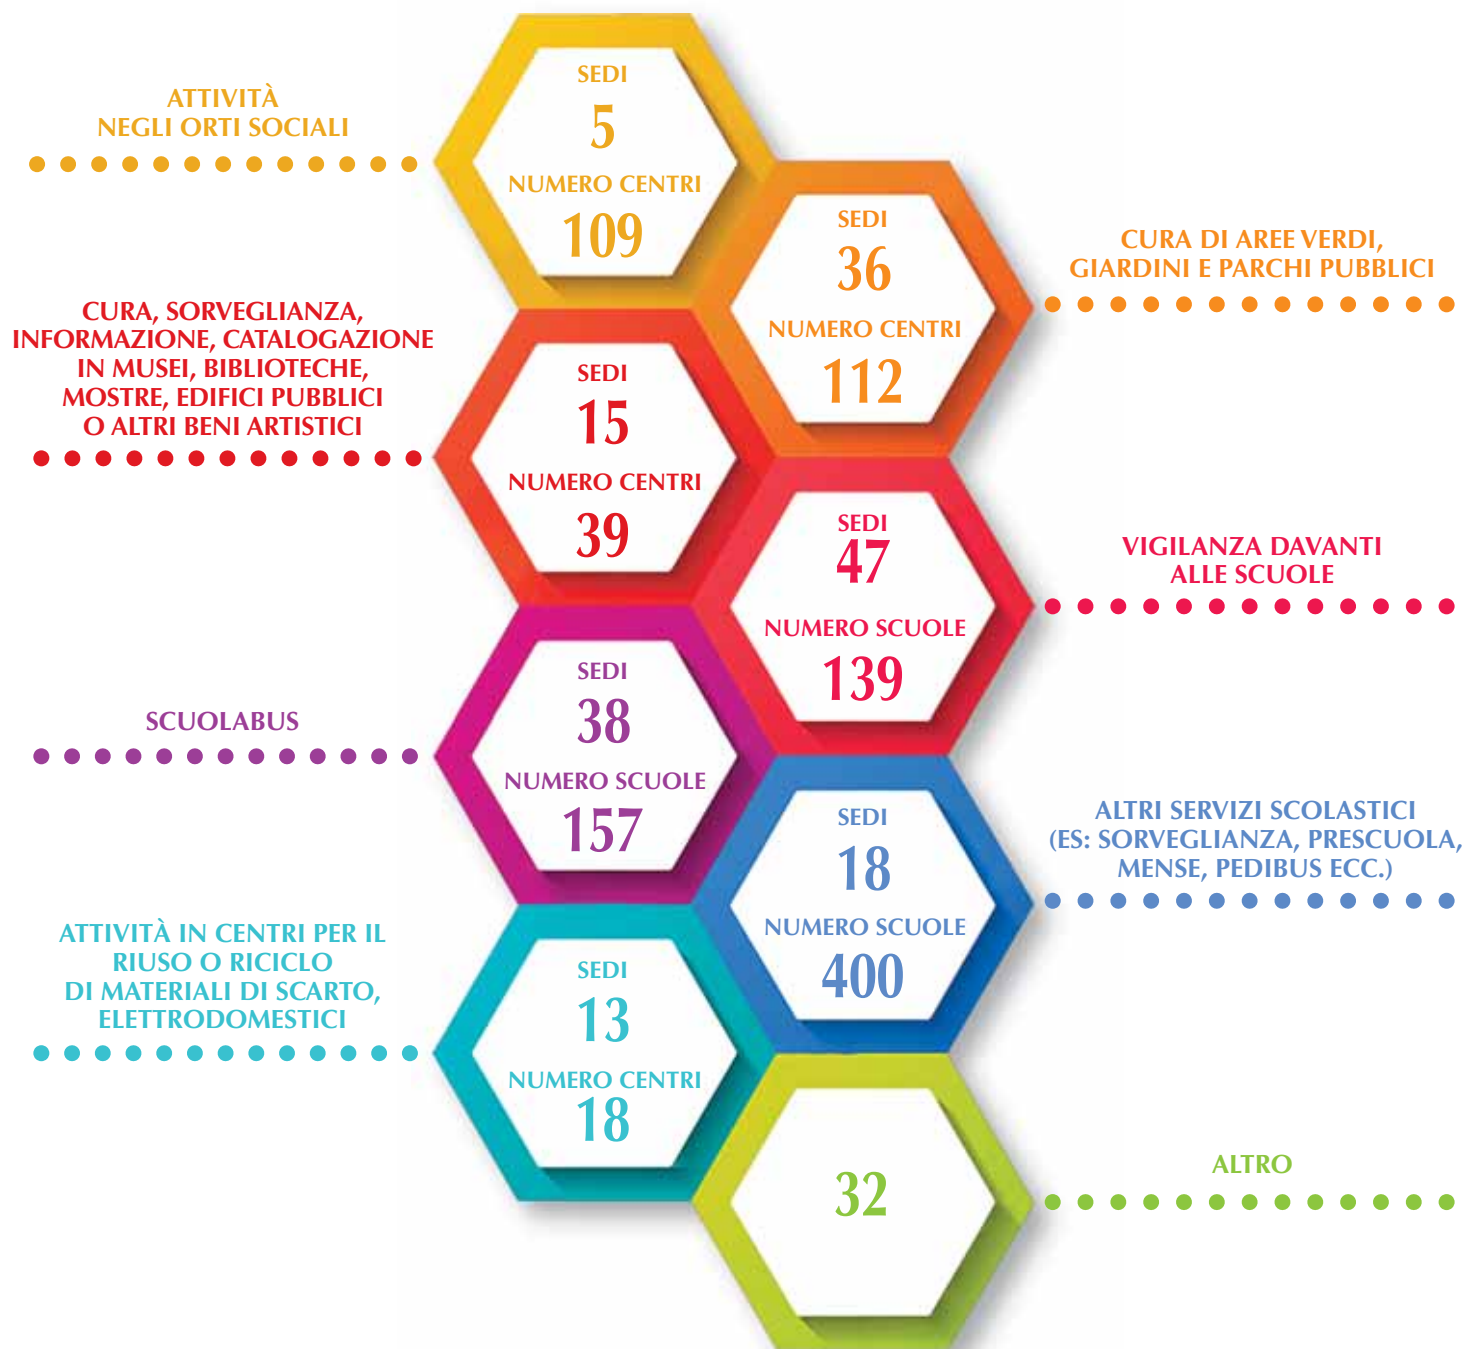 ATTIVITÀ
NEGLI ORTI SOCIALI
SEDI
5
NUMERO CENTRI
109
CURA DI AREE VERDI,
GIARDINI E PARCHI PUBBLICI
SEDI
36
NUMERO CENTRI
112
CURA, SORVEGLIANZA,
INFORMAZIONE, CATALOGAZIONE
IN MUSEI, BIBLIOTECHE,
MOSTRE, EDIFICI PUBBLICI
O ALTRI BENI ARTISTICI
SEDI
15
NUMERO CENTRI
39
VIGILANZA DAVANTI
ALLE SCUOLE
SEDI
47
NUMERO SCUOLE
139
SCUOLABUS
SEDI
38
NUMERO SCUOLE
157
ALTRI SERVIZI SCOLASTICI
(ES: SORVEGLIANZA, PRESCUOLA,
MENSE, PEDIBUS ECC.)
SEDI
18
NUMERO SCUOLE
400
ATTIVITÀ IN CENTRI PER IL
RIUSO O RICICLO
DI MATERIALI DI SCARTO,
ELETTRODOMESTICI
SEDI
13
NUMERO CENTRI
18
ALTRO
32